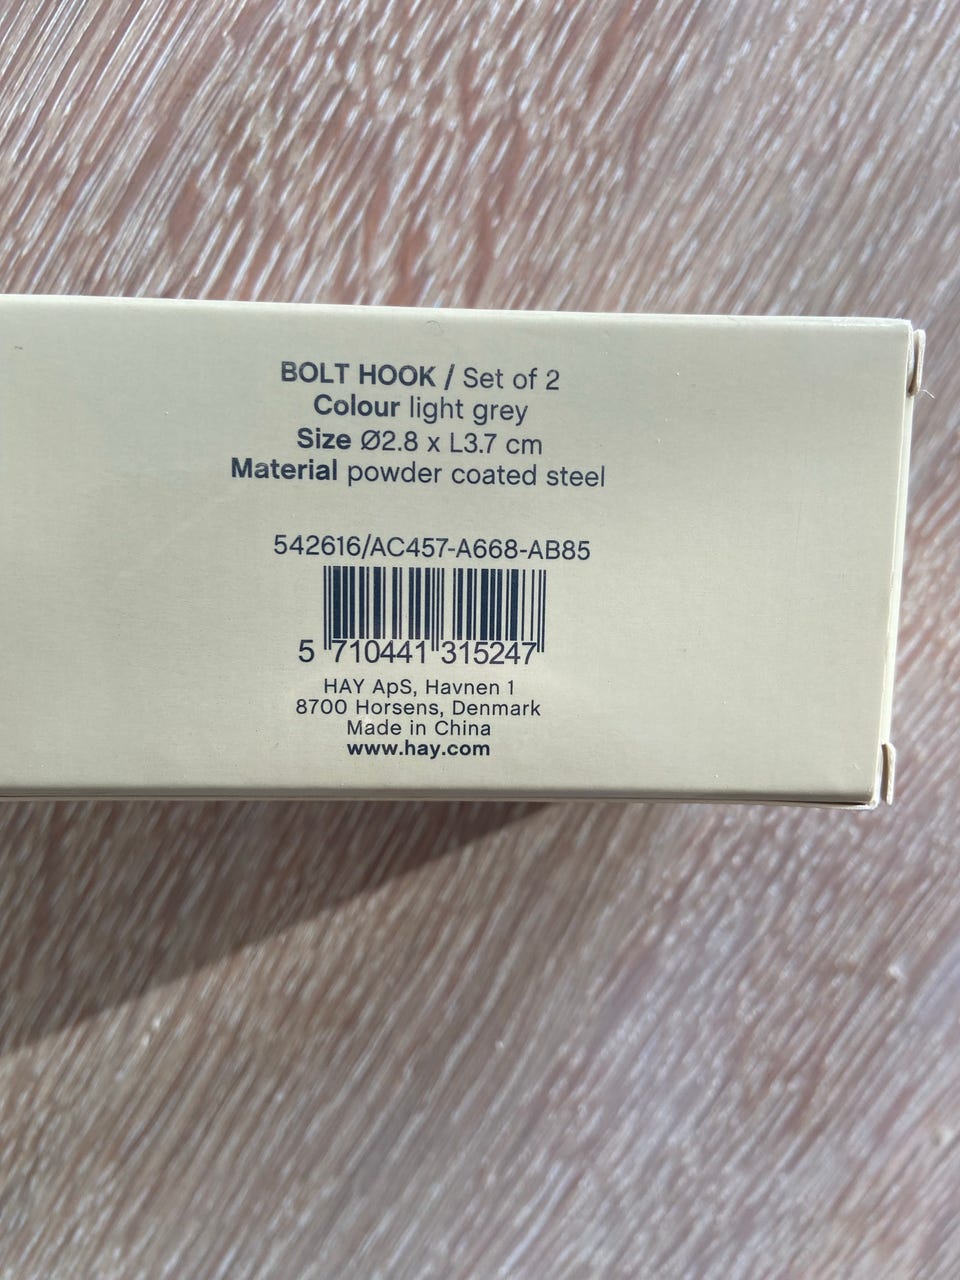 BOLT HOOK / Set of 2
Colour light grey
Size Ø2.8 x L3.7 cm
Material powder coated steel
542616/AC457-A668-AB85
5 710441 315247
HAY ApS, Havnen 1
8700 Horsens, Denmark
Made in China
www.hay.com